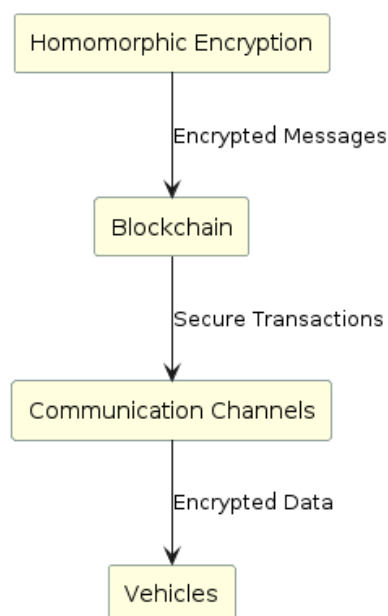 Homomorphic Encryption
Encrypted Messages
Blockchain
Secure Transactions
Communication Channels
Encrypted Data
Vehicles